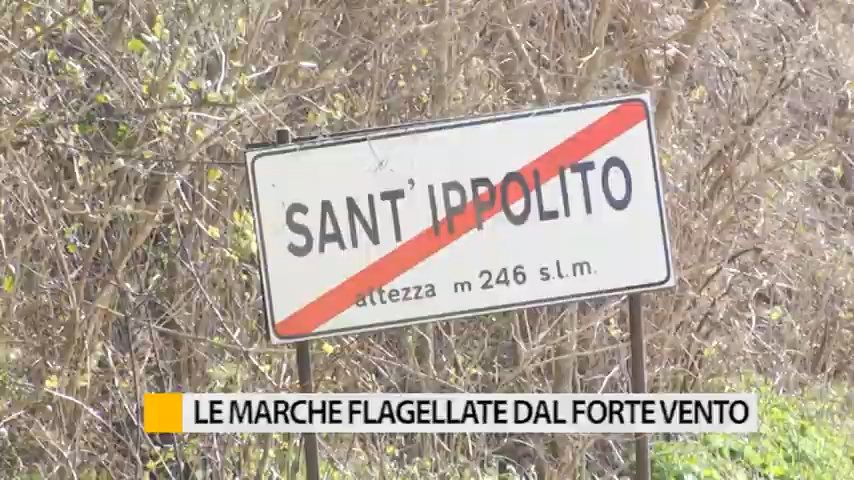 SANT' IPPOLITO
altezza m 246 s.l.m.
LE MARCHE FLAGELLATE DAL FORTE VENTO